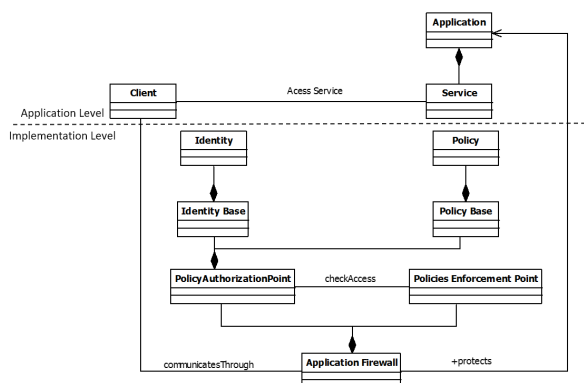 Application
Client
Acess Service
Service
Application Level
Implementation Level
Identity
Policy
Identity Base
Policy Base
PolicyAuthorizationPoint
checkAccess
Policies Enforcement Point
communicatesThrough
Application Firewall
+protects